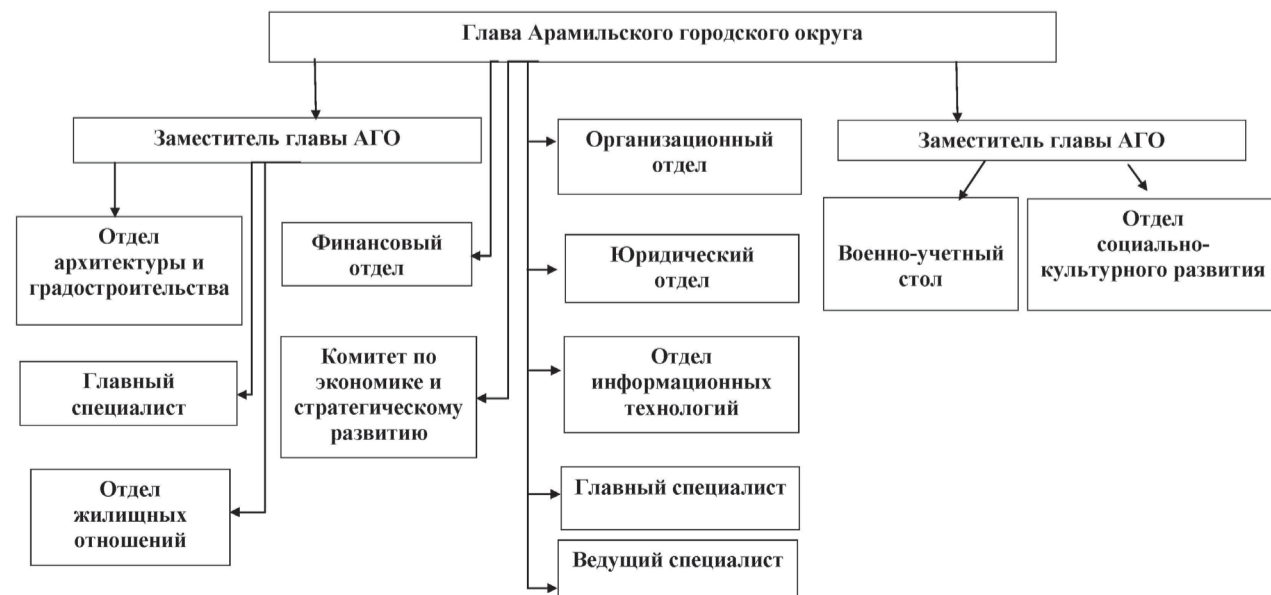 Глава Арамильского городского округа
Заместитель главы АГО
Организационный
отдел
Заместитель главы АГО
Отдел
архитектуры и
градостроительства
Финансовый
отдел
Юридический
отдел
Военно-учетный
стол
Отдел
социально-
культурного развития
Главный
специалист
Комитет по
экономике и
стратегическому
развитию
Отдел
информационных
технологий
Отдел
жилищных
отношений
Главный специалист
Ведущий специалист